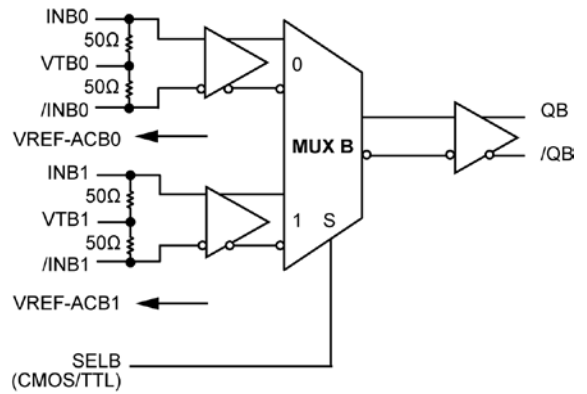 INB0
50Ω
VTB0
50Ω
/INB0
VREF-ACB0
INB1
50Ω
VTB1
50Ω
/INB1
VREF-ACB1
SELB
(CMOS/TTL)
0
MUX B
1 S
QB
/QB